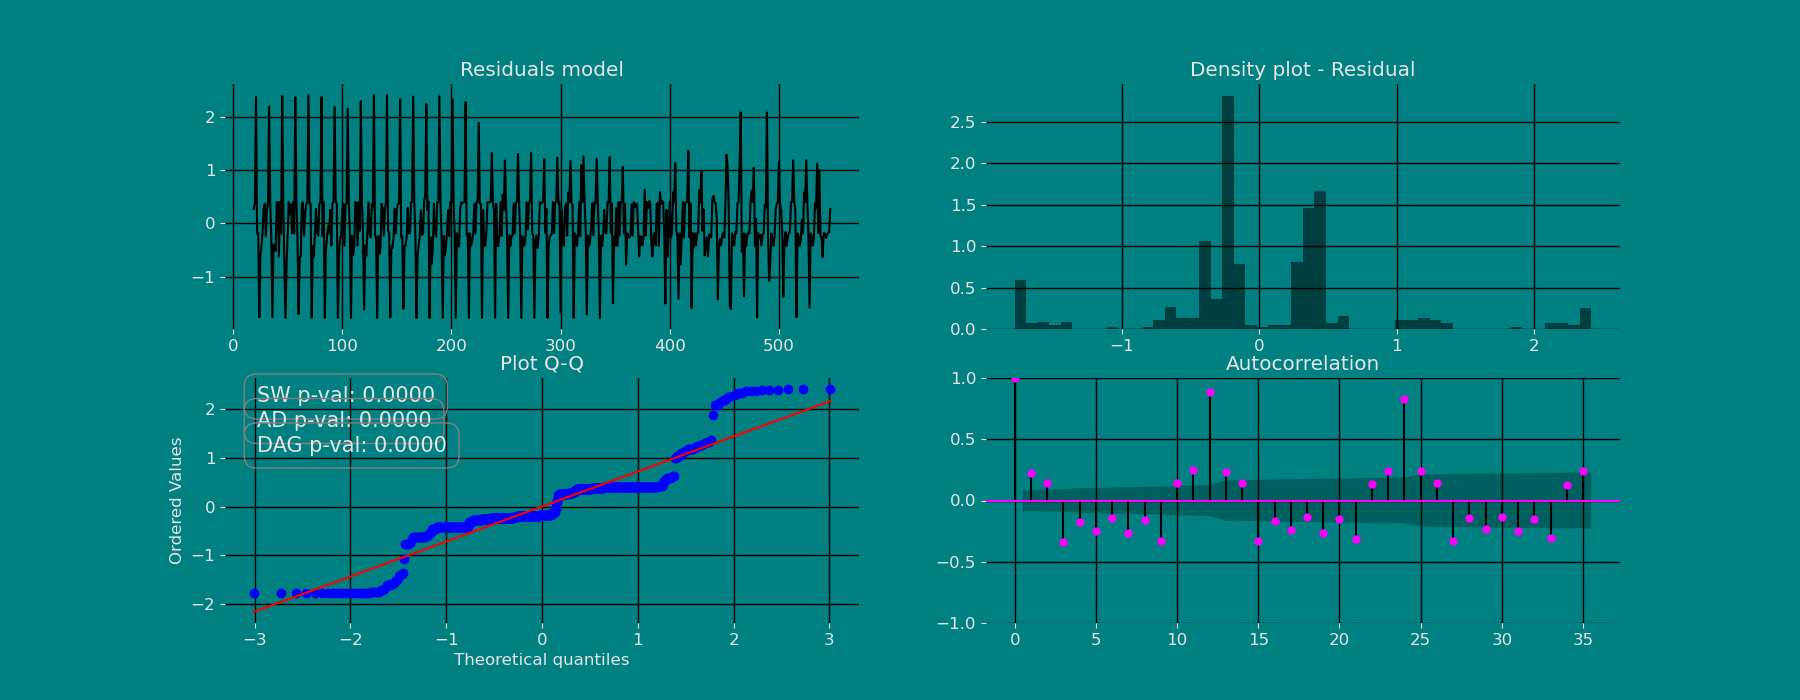 Residuals model
2
1
0
−1
0 100 200 300 400 500
Density plot - Residual
2.5
2.0
1.5
1.0
0.5
0.0
−1 0 1 2
Plot Q-Q
SW p-val: 0.0000
AD p-val: 0.0000
DAG p-val: 0.0000
Ordered Values
2
1
0
−1
−2
−3 −2 −1 0 1 2 3
Theoretical quantiles
Autocorrelation
1.0
0.5
0.0
−0.5
−1.0
0 5 10 15 20 25 30 35